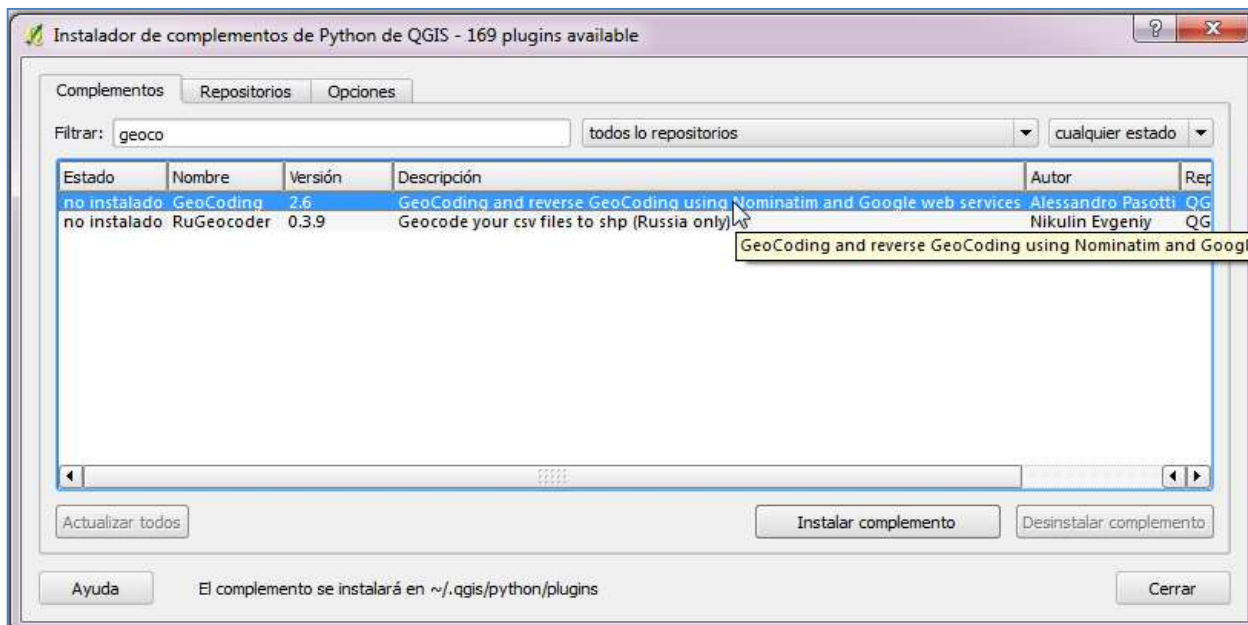 Instalador de complementos de Python de QGIS - 169 plugins available
Complementos Repositorios Opciones
Filtrar: geoco todos lo repositorios cualquier estado
Estado Nombre Versión Descripción Autor Rep
no instalado GeoCoding 2.6 GeoCoding and reverse GeoCoding using Nominatim and Google web services Alessandro Pasotti QG
no instalado RuGeocoder 0.3.9 Geocode your csv files to shp (Russia only) Nikulin Evgeniy QG
GeoCoding and reverse GeoCoding using Nominatim and Googl
Actualizar todos Instalar complemento Desinstalar complemento
Ayuda El complemento se instalará en ~/.qgis/python/plugins Cerrar